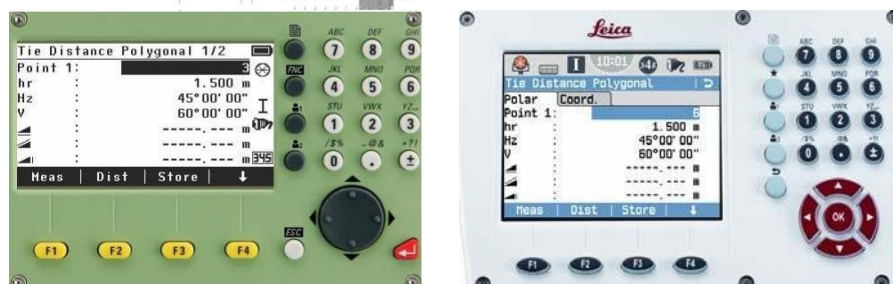 Tie Distance Polygonal 1/2
Point 1: 3
hr : 1.500 m
Hz : 45°00'00"
V : 60°00'00"
: -----.--- m
: -----.--- m
: -----.--- m
I
345
Meas | Dist | Store | ↓
F1 F2 F3 F4
FNC
ESC
ABC DEF GHI
7 8 9
JKL MNO PQR
4 5 6
STU VWX YZ_
1 2 3
/$% _@& *?!
0 . ±
Leica
I 10:01
Tie Distance Polygonal
Polar Coord.
Point 1: 6
hr : 1.500 m
Hz : 45°00'00"
V : 60°00'00"
: -----.--- m
: -----.--- m
: -----.--- m
Meas | Dist | Store | ↓
F1 F2 F3 F4
ABC DEF GHI
7 8 9
JKL MNO PQR
4 5 6
STU VWX YZ_
1 2 3
0 . ±
OK